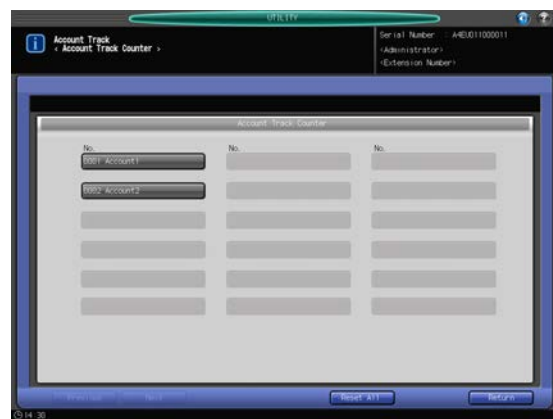 UTILITY
Account Track
< Account Track Counter >
Serial Number : A4EU011000011
<Administrator>
<Extension Number>
Account Track Counter
No. No. No.
0001 Account1
0002 Account2
Previous Next Reset All Return
14:30